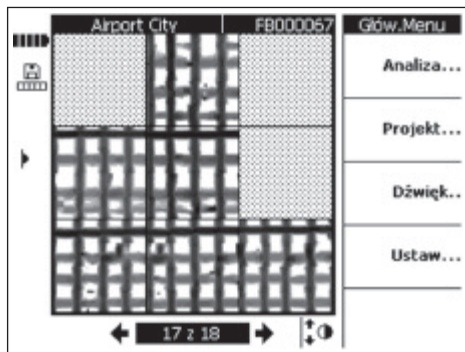 Airport City FB000067 Głów.Menu
Analiza...
Projekt...
Dźwięk..
Ustaw...
17 z 18